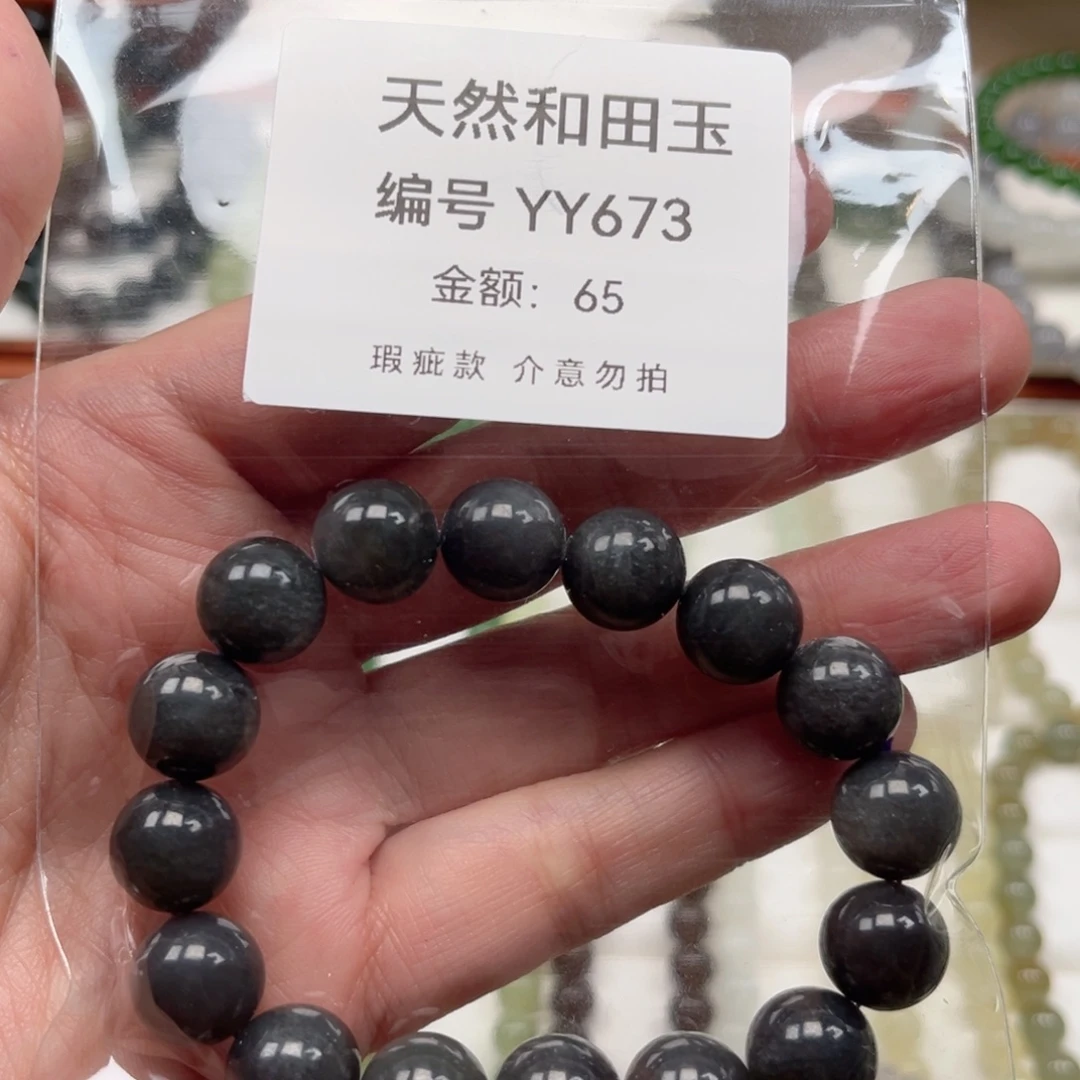 天然和田玉
编号 YY673
金额：65
瑕疵款 介意勿拍